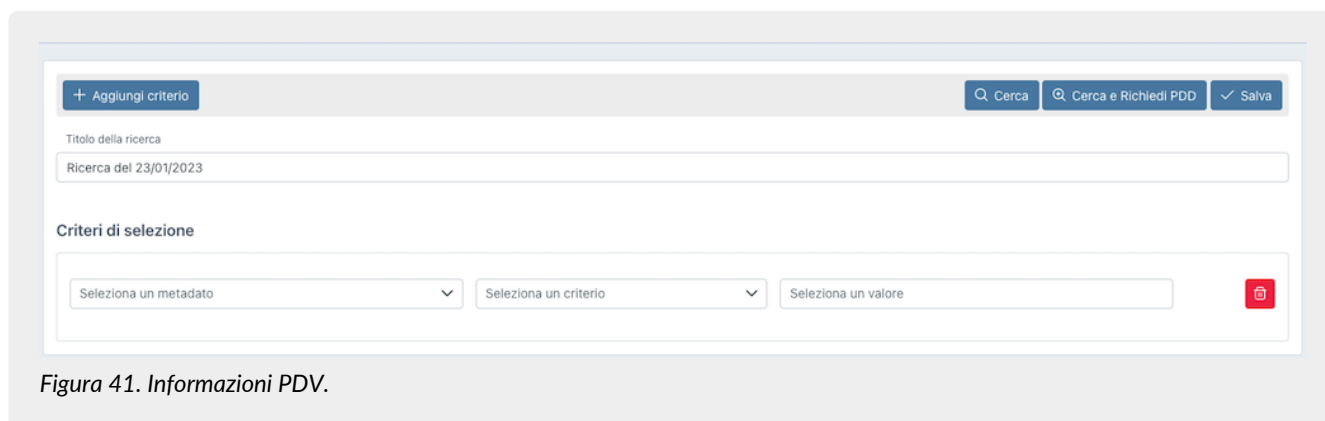 Aggiungi criterio
Cerca
Cerca e Richiedi PDD
Salva
Titolo della ricerca
Ricerca del 23/01/2023
Criteri di selezione
Seleziona un metadato
Seleziona un criterio
Seleziona un valore
Figura 41. Informazioni PDV.